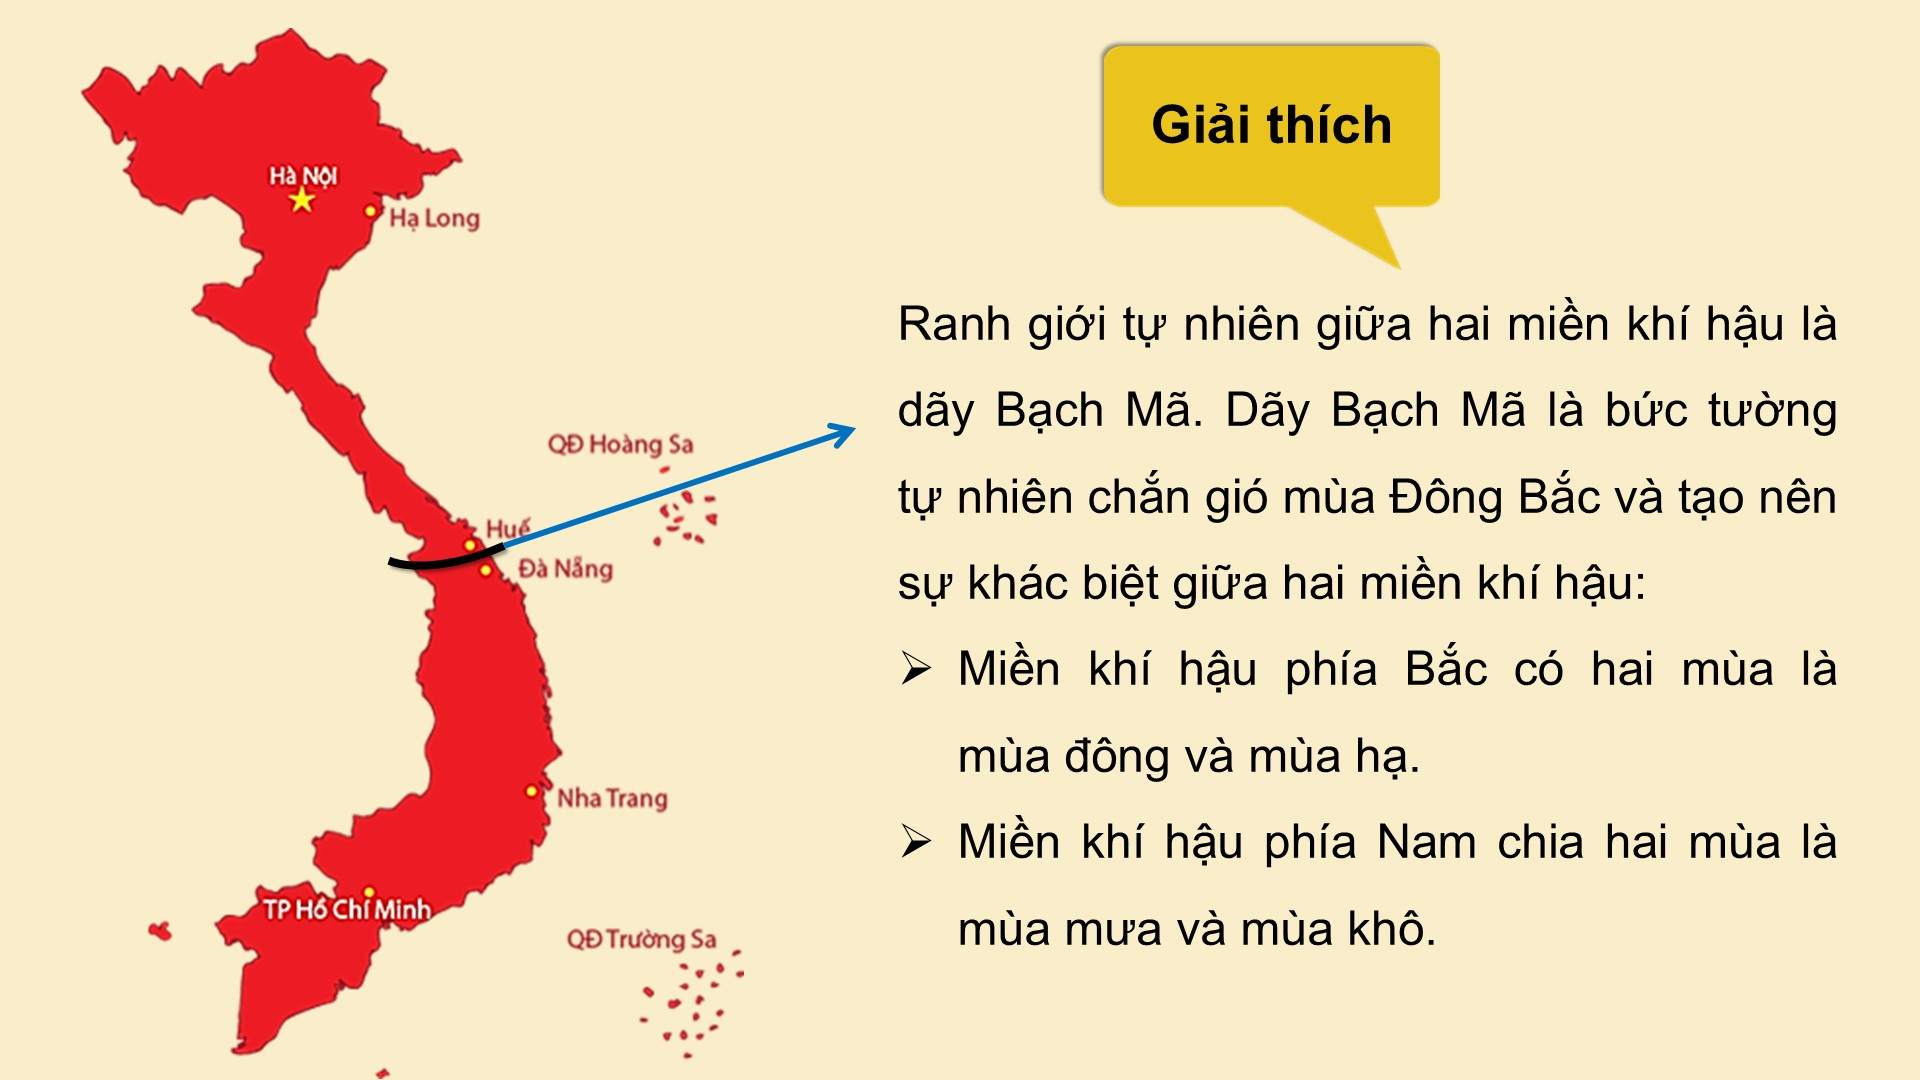 Giải thích
Ranh giới tự nhiên giữa hai miền khí hậu là
dãy Bạch Mã. Dãy Bạch Mã là bức tường
tự nhiên chắn gió mùa Đông Bắc và tạo nên
sự khác biệt giữa hai miền khí hậu:
➢ Miền khí hậu phía Bắc có hai mùa là
mùa đông và mùa hạ.
➢ Miền khí hậu phía Nam chia hai mùa là
mùa mưa và mùa khô.
Hà Nội
Hạ Long
QĐ Hoàng Sa
Huế
Đà Nẵng
Nha Trang
TP Hồ Chí Minh
QĐ Trường Sa